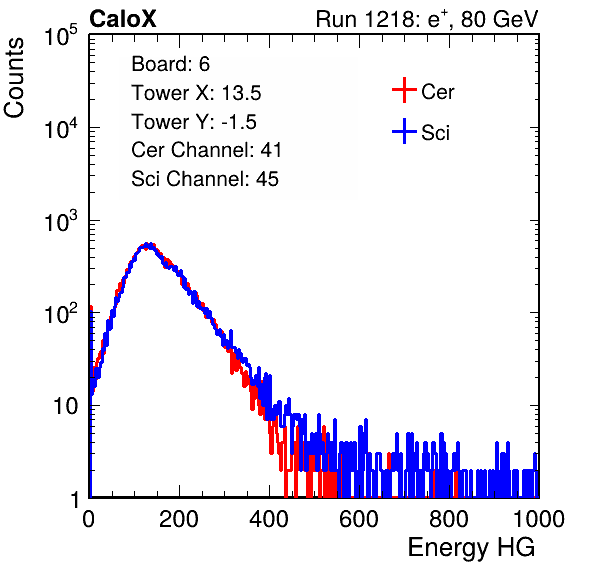 CaloX Run 1218: e⁺, 80 GeV
Counts
Board: 6
Tower X: 13.5
Tower Y: -1.5
Cer Channel: 41
Sci Channel: 45
Cer
Sci
10⁵
10⁴
10³
10²
10
1
0 200 400 600 800 1000
Energy HG